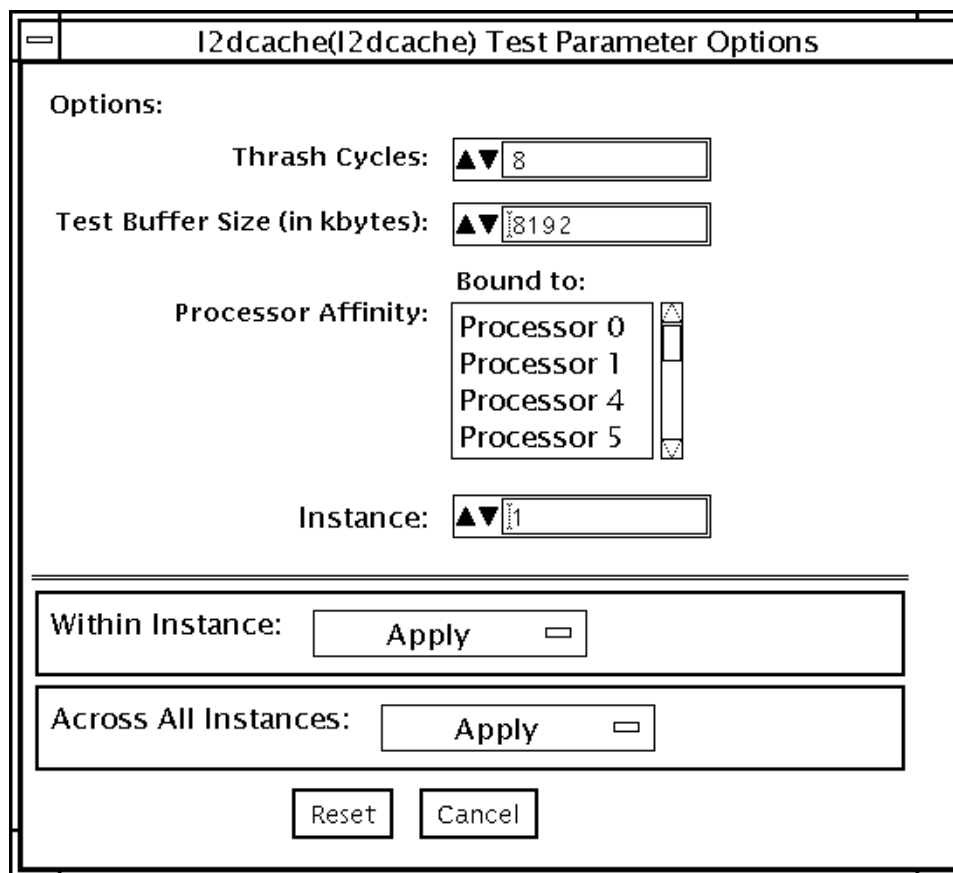 l2dcache(l2dcache) Test Parameter Options
Options:
Thrash Cycles: 8
Test Buffer Size (in kbytes): 8192
Bound to:
Processor Affinity:
Processor 0
Processor 1
Processor 4
Processor 5
Instance: 1
Within Instance: Apply
Across All Instances: Apply
Reset Cancel